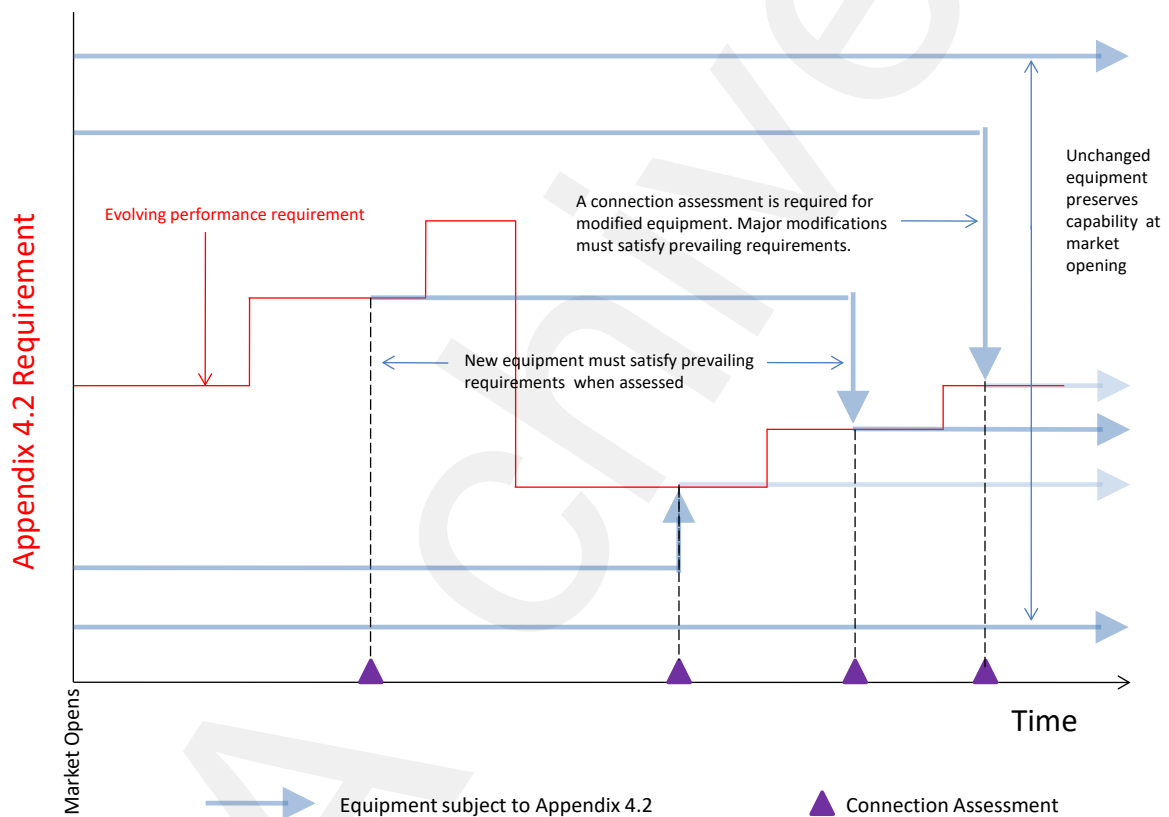 Evolving performance requirement
A connection assessment is required for
modified equipment. Major modifications
must satisfy prevailing requirements.
Unchanged
equipment
preserves
capability at
market
opening
New equipment must satisfy prevailing
requirements when assessed
Appendix 4.2 Requirement
Market Opens
Time
Equipment subject to Appendix 4.2
Connection Assessment